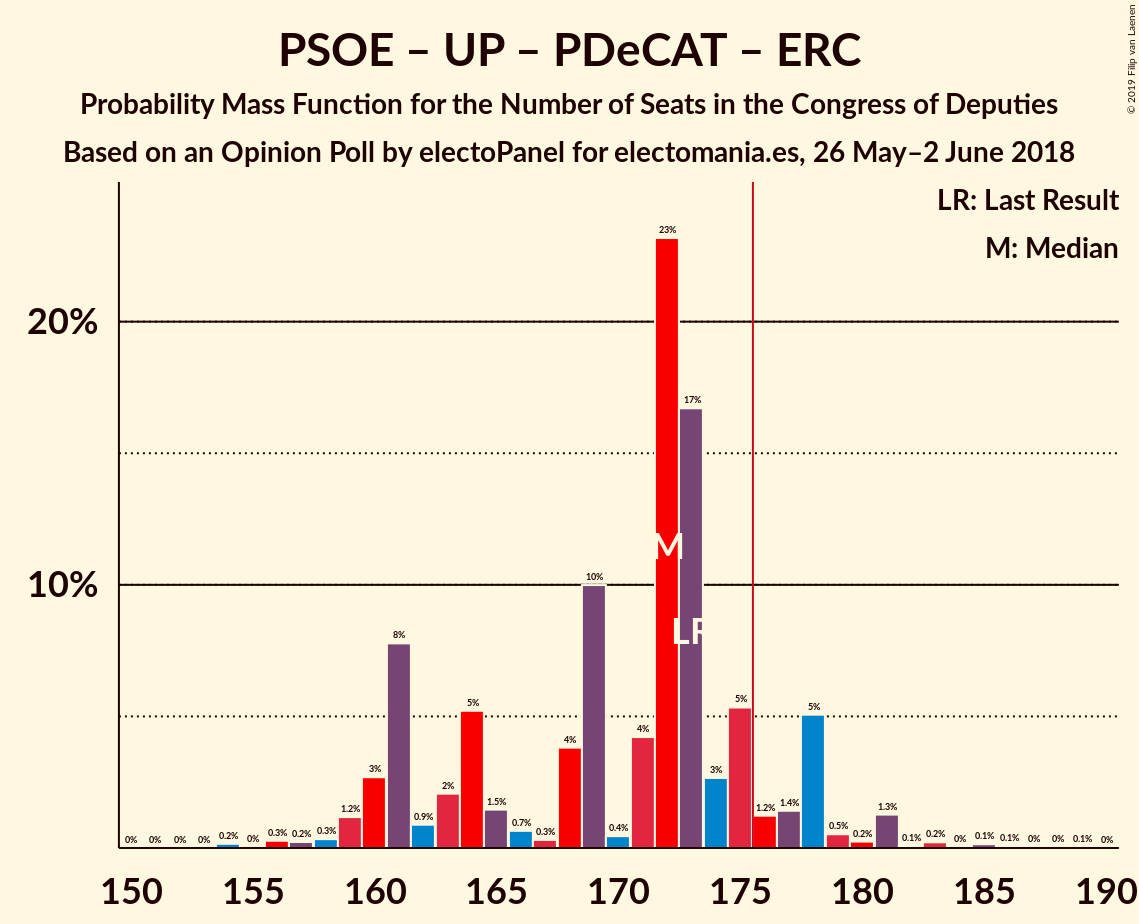 PSOE – UP – PDeCAT – ERC
Probability Mass Function for the Number of Seats in the Congress of Deputies
Based on an Opinion Poll by electoPanel for electomania.es, 26 May–2 June 2018
© 2019 Filip van Laenen
LR: Last Result
M: Median
20%
10%
0% 0% 0% 0% 0.2% 0% 0.3% 0.2% 0.3% 1.2% 3% 8% 0.9% 2% 5% 1.5% 0.7% 0.3% 4% 10% 0.4% 4% 23% 17% 3% 5% 1.2% 1.4% 5% 0.5% 0.2% 1.3% 0.1% 0.2% 0% 0.1% 0.1% 0% 0% 0.1% 0%
M
LR
150 155 160 165 170 175 180 185 190